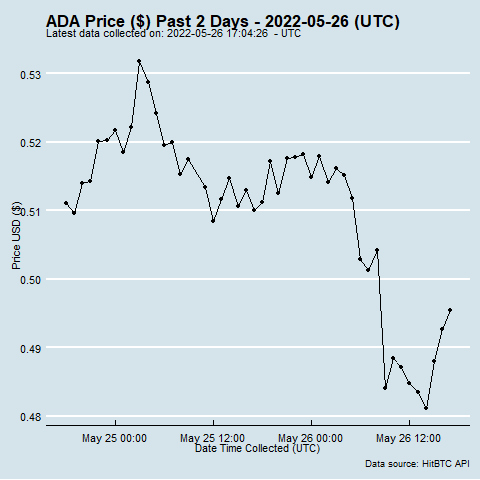 ADA Price ($) Past 2 Days - 2022-05-26 (UTC)
Latest data collected on: 2022-05-26 17:04:26  - UTC
0.53
0.52
0.51
0.50
0.49
0.48
Price USD ($)
May 25 00:00
May 25 12:00
May 26 00:00
May 26 12:00
Date Time Collected (UTC)
Data source: HitBTC API